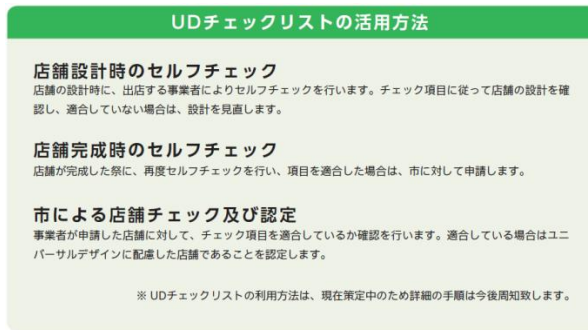 UDチェックリストの活用方法
店舗設計時のセルフチェック
店舗の設計時に、出店する事業者によりセルフチェックを行います。チェック項目に従って店舗の設計を確
認し、適合していない場合は、設計を見直します。
店舗完成時のセルフチェック
店舗が完成した祭に、再度セルフチェックを行い、項目を適合した場合は、市に対して申請します。
市による店舗チェック及び認定
事業者が申請した店舗に対して、チェック項目を適合しているか確認を行います。適合している場合はユニ
バーサルデザインに配慮した店舗であることを認定します。
※ UDチェックリストの利用方法は、現在策定中のため詳細の手順は今後周知致します。